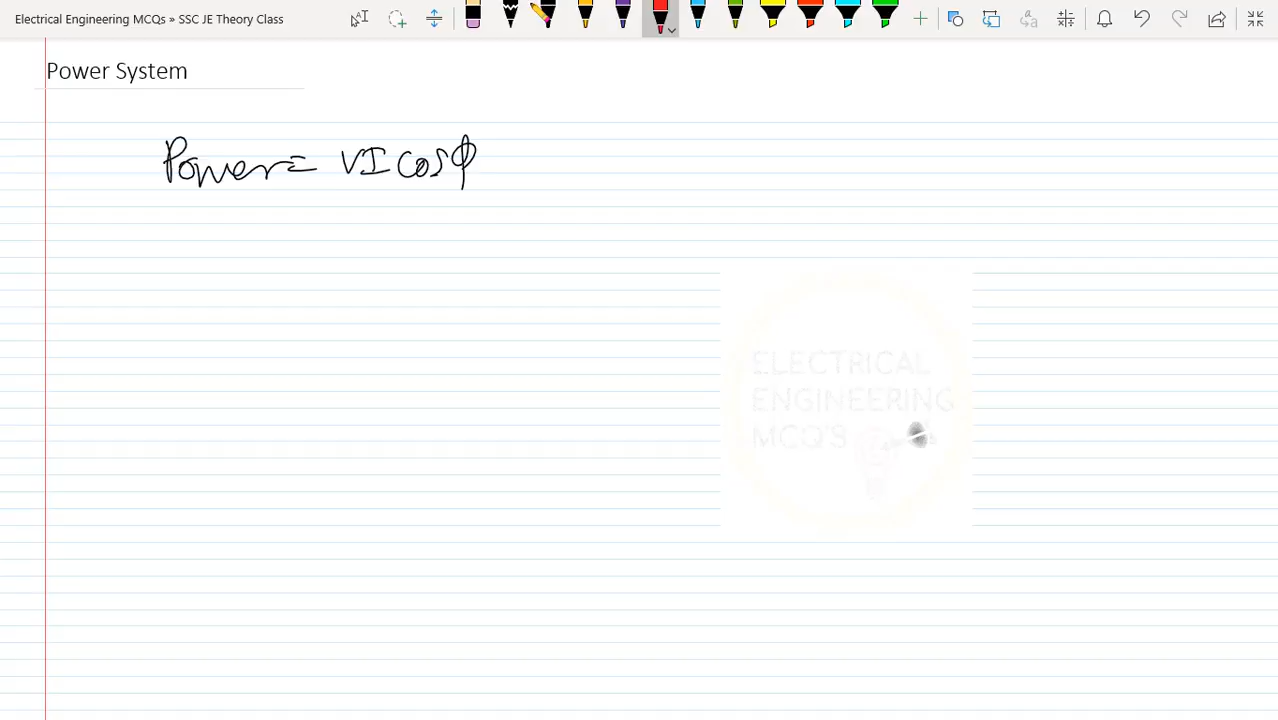 Electrical Engineering MCQs » SSC JE Theory Class
Power System
Power = VI cosφ
ELECTRICAL
ENGINEERING
MCQ'S